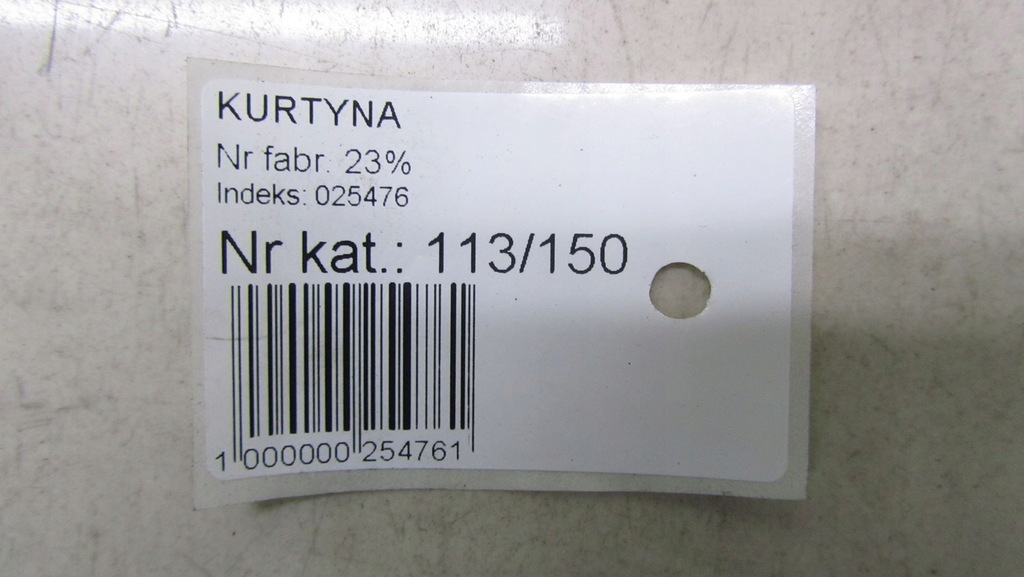 KURTYNA
Nr fabr. 23%
Indeks: 025476
Nr kat.: 113/150
1 000000 254761